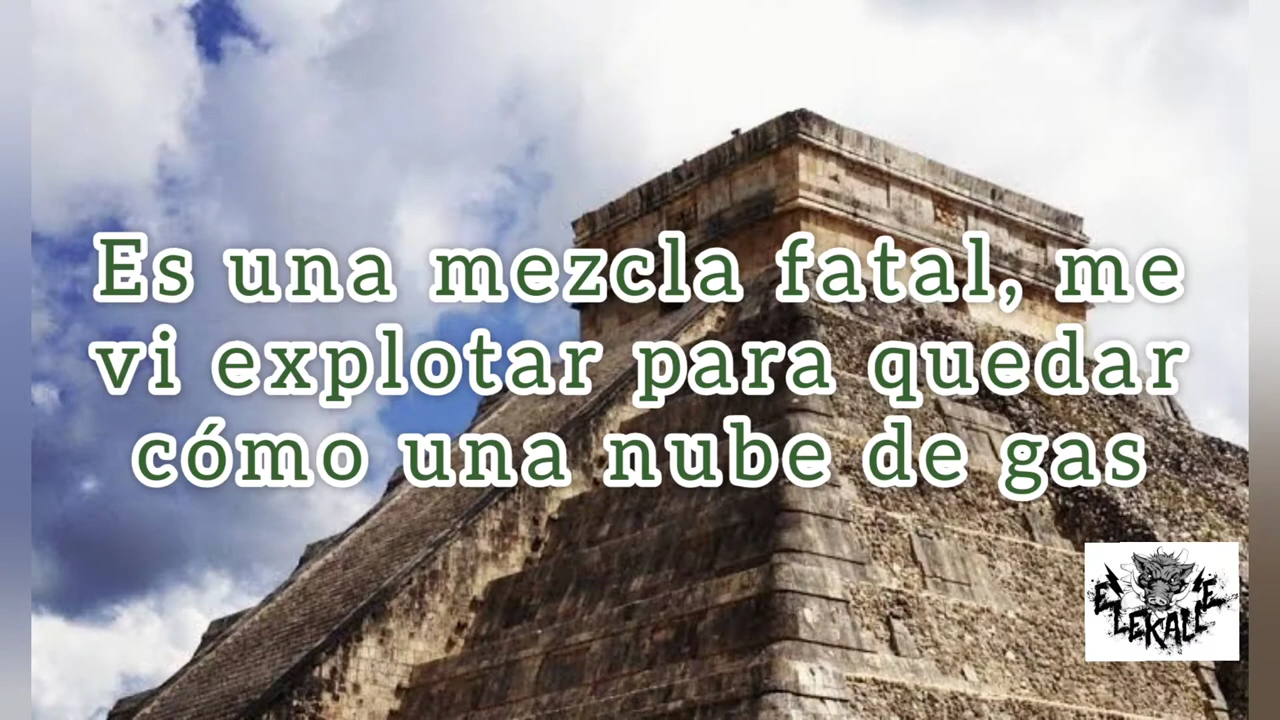 Es una mezcla fatal, me
vi explotar para quedar
cómo una nube de gas